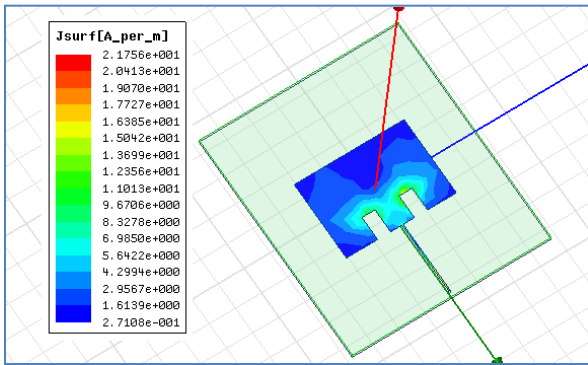 Jsurf[A_per_m]
2.1756e+001
2.0413e+001
1.9070e+001
1.7727e+001
1.6385e+001
1.5042e+001
1.3699e+001
1.2356e+001
1.1013e+001
9.6706e+000
8.3278e+000
6.9850e+000
5.6422e+000
4.2994e+000
2.9567e+000
1.6139e+000
2.7108e-001